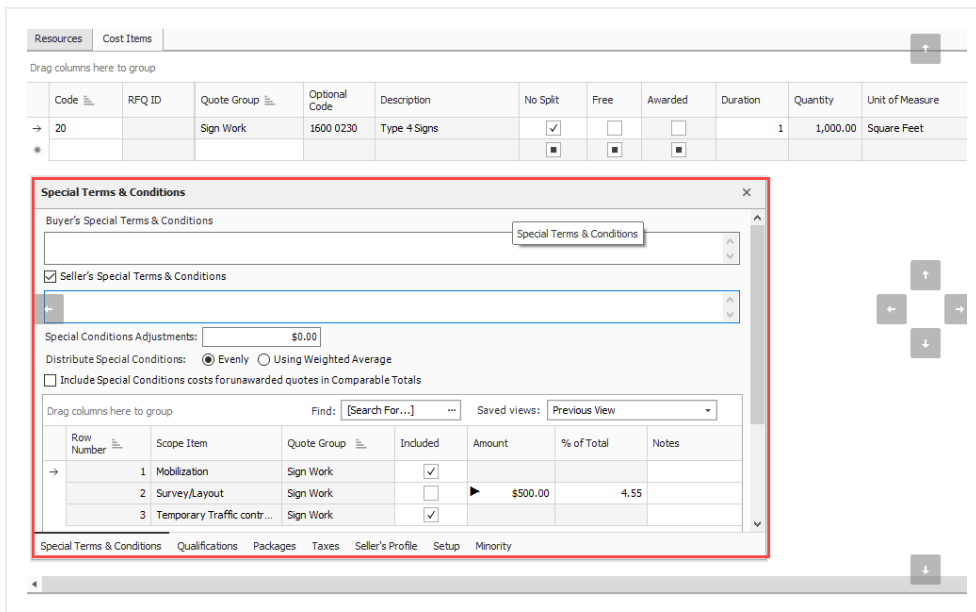 Resources Cost Items
Drag columns here to group
Code RFQ ID Quote Group Optional Code Description No Split Free Awarded Duration Quantity Unit of Measure
20 Sign Work 1600 0230 Type 4 Signs 1 1,000.00 Square Feet
Special Terms & Conditions
Buyer's Special Terms & Conditions
Special Terms & Conditions
Seller's Special Terms & Conditions
Special Conditions Adjustments: $0.00
Distribute Special Conditions: Evenly Using Weighted Average
Include Special Conditions costs forunawarded quotes in Comparable Totals
Drag columns here to group Find: [Search For...] ... Saved views: Previous View
Row Number Scope Item Quote Group Included Amount % of Total Notes
1 Mobilization Sign Work
2 Survey/Layout Sign Work $500.00 4.55
3 Temporary Traffic contr... Sign Work
Special Terms & Conditions Qualifications Packages Taxes Seller's Profile Setup Minority